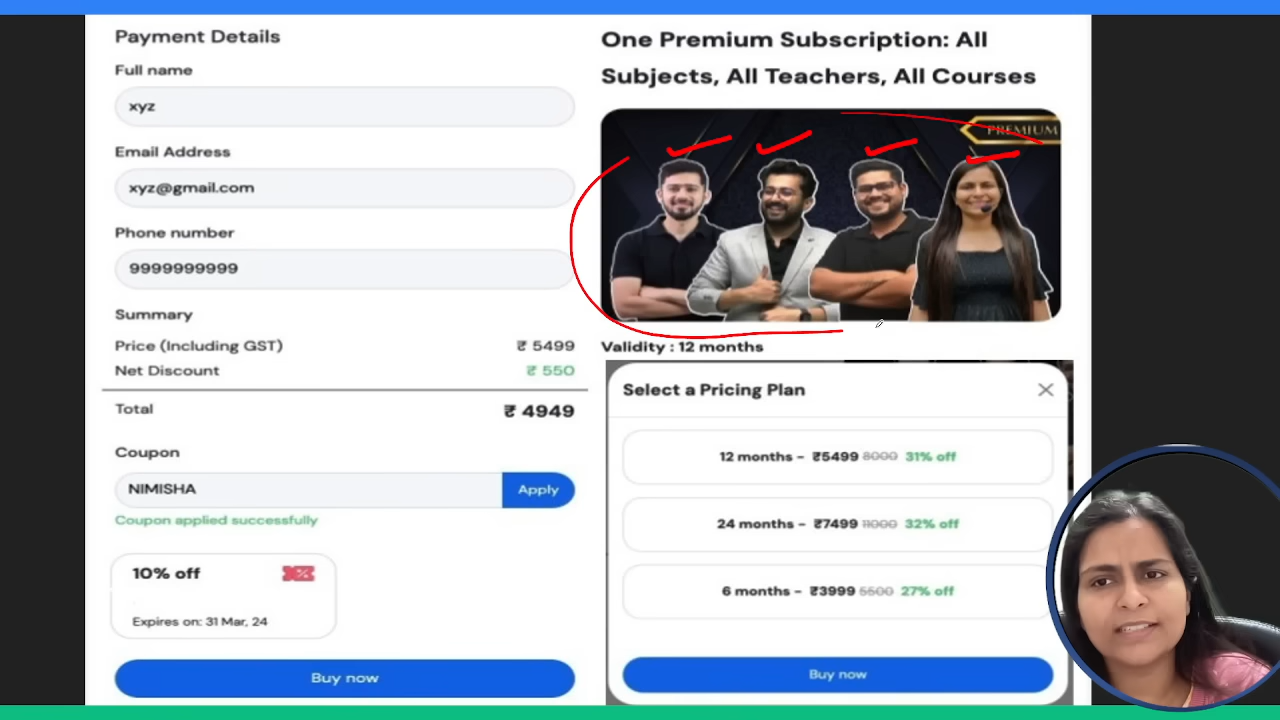 Payment Details
Full name
xyz
Email Address
xyz@gmail.com
Phone number
9999999999
Summary
Price (Including GST) ₹ 5499
Net Discount ₹ 550
Total ₹ 4949
Coupon
NIMISHA Apply
Coupon applied successfully
10% off
Expires on: 31 Mar, 24
Buy now
One Premium Subscription: All
Subjects, All Teachers, All Courses
PREMIUM
Validity : 12 months
Select a Pricing Plan
12 months - ₹5499 8000 31% off
24 months - ₹7499 11000 32% off
6 months - ₹3999 5500 27% off
Buy now